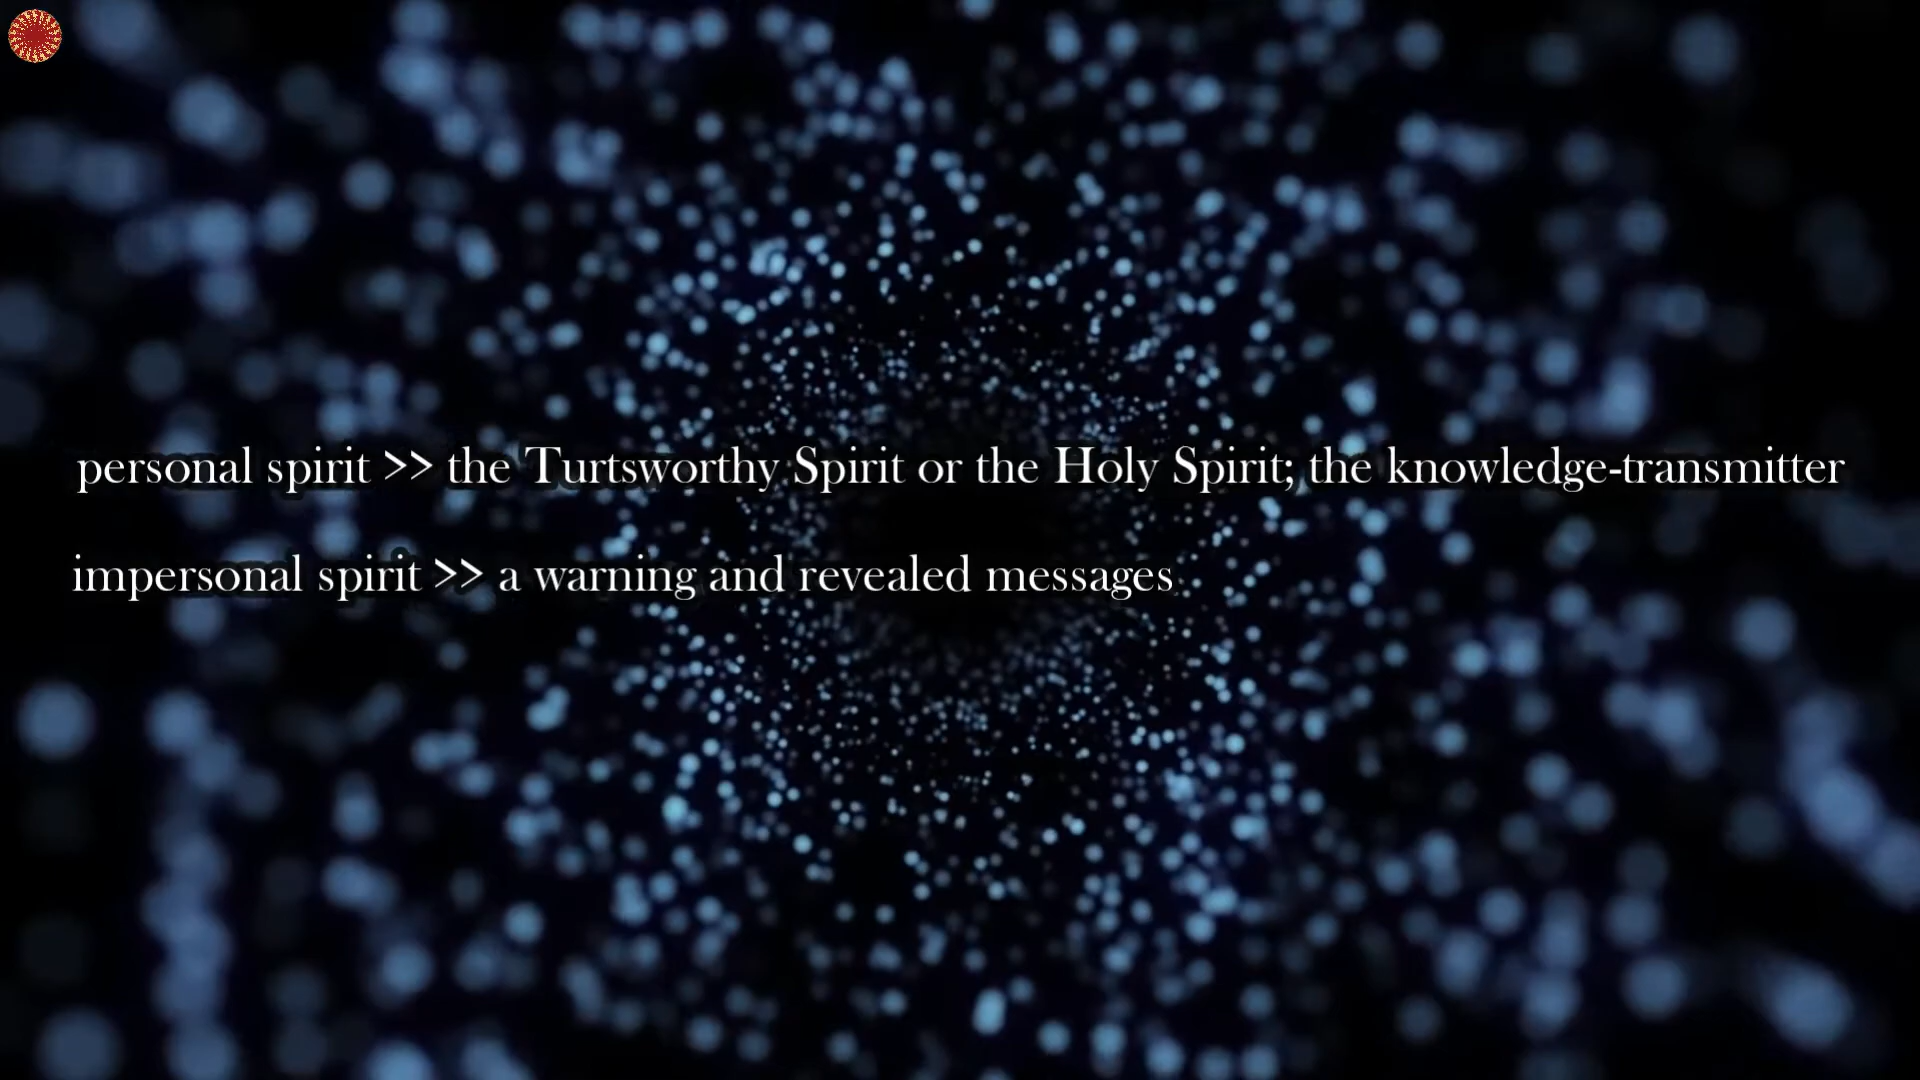 personal spirit >> the Turtsworthy Spirit or the Holy Spirit; the knowledge-transmitter
impersonal spirit >> a warning and revealed messages